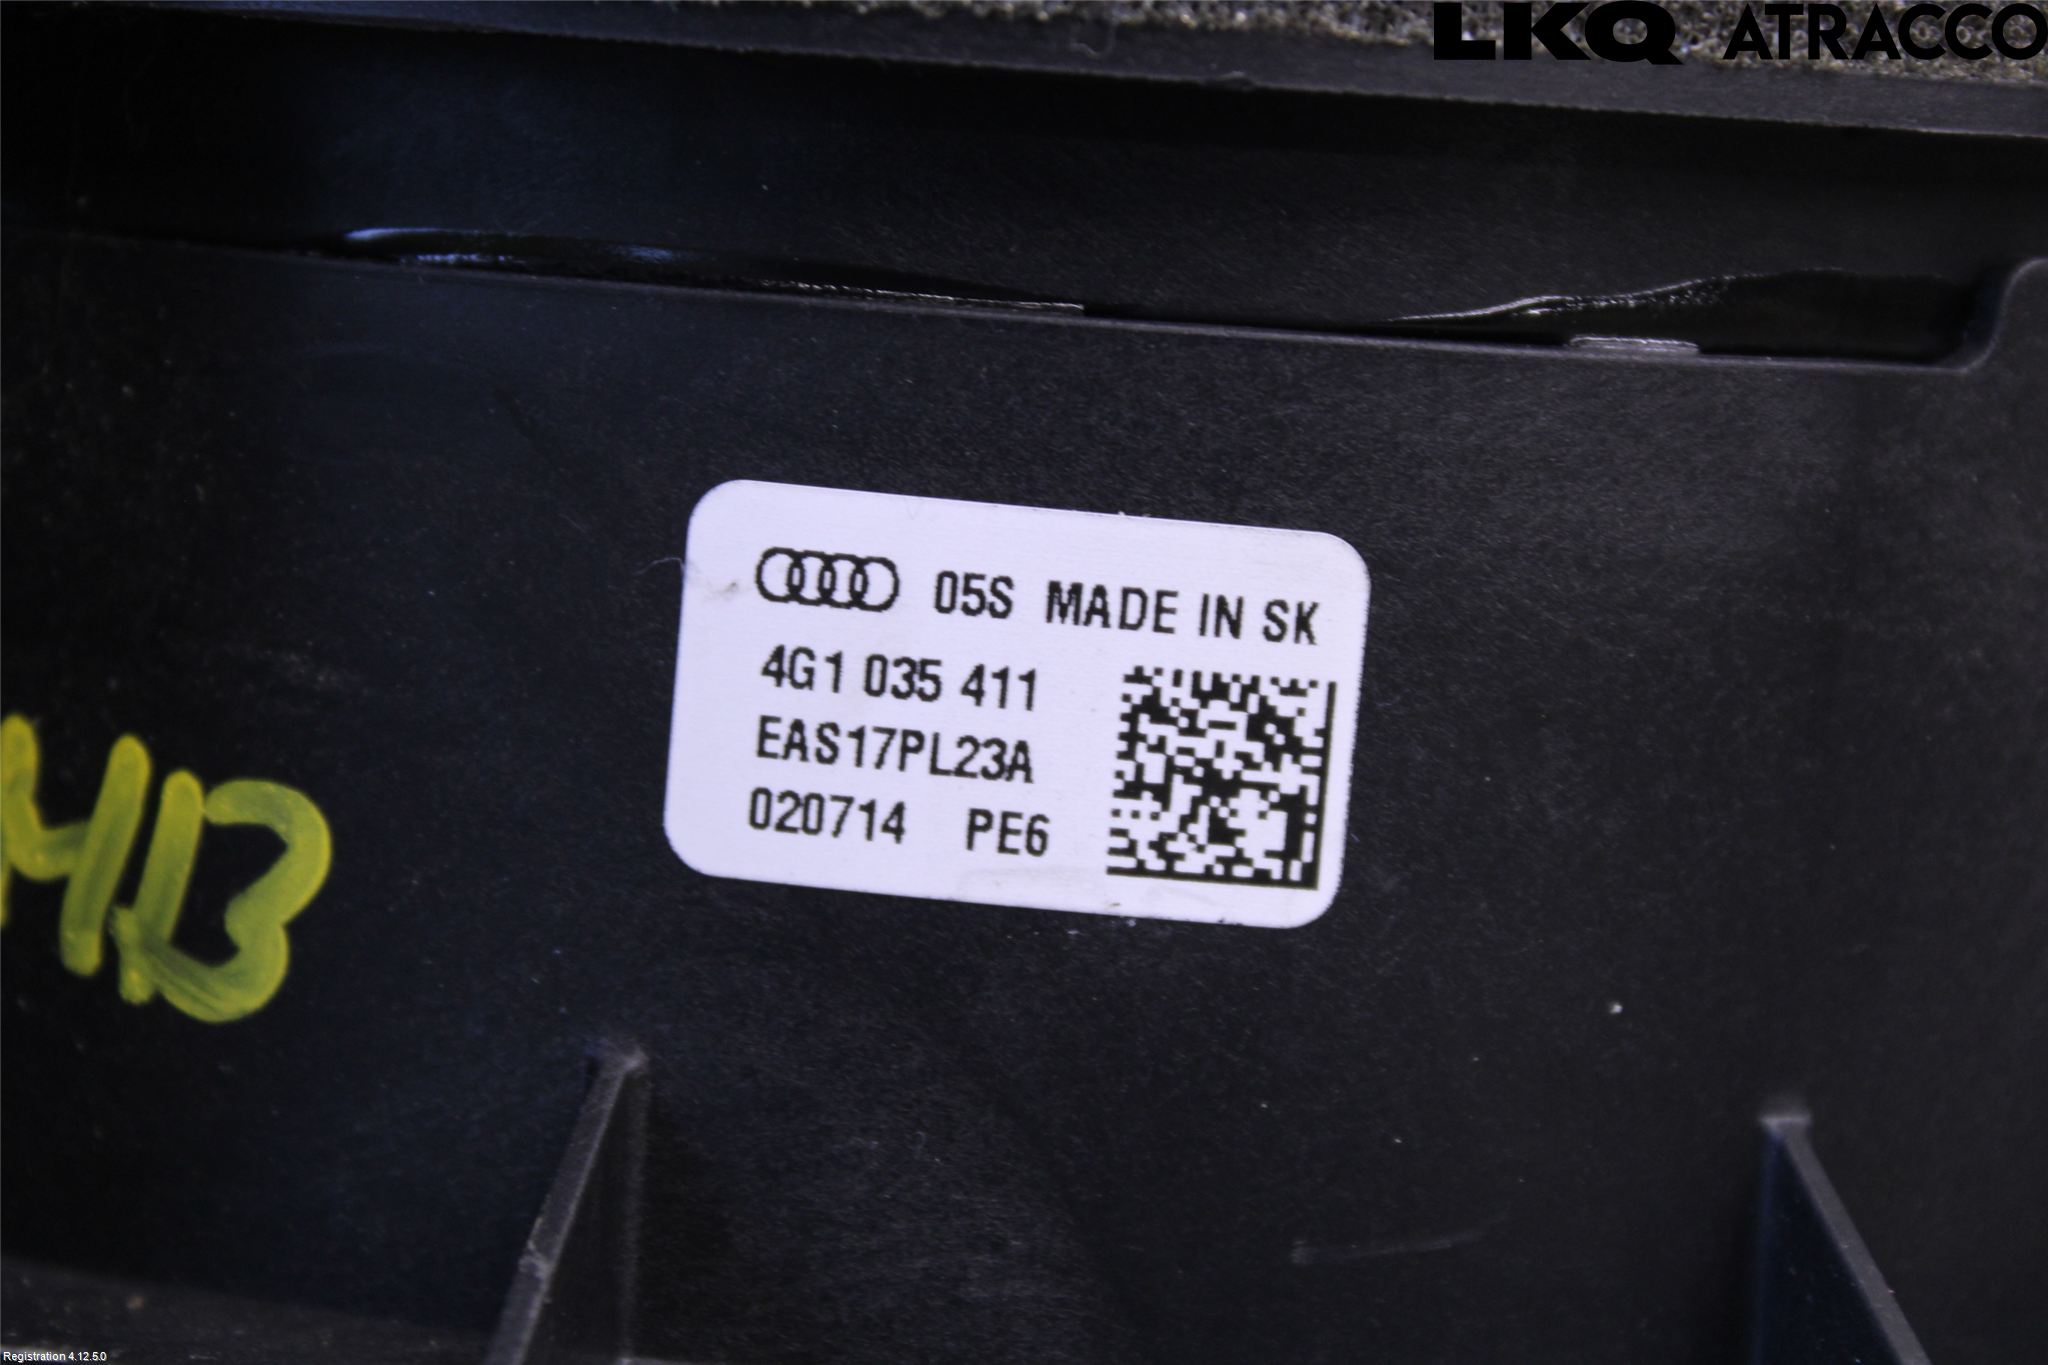 LKQ ATRACCO
05S MADE IN SK
4G1 035 411
EAS17PL23A
020714 PE6
Registration 4.12.5.0